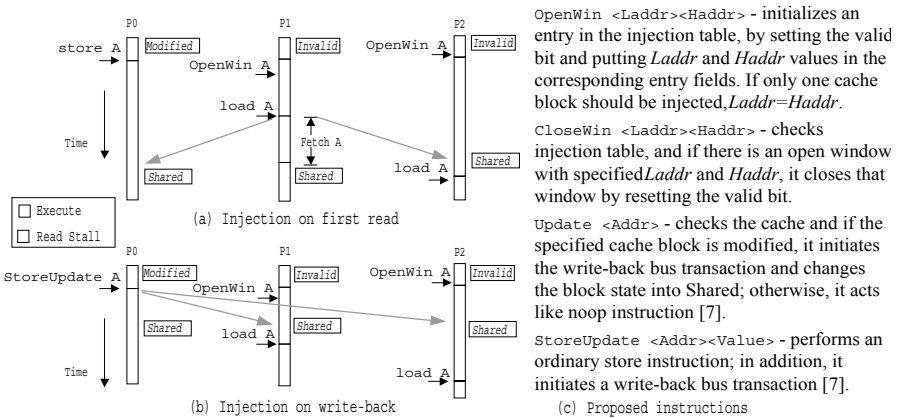 P0
P1
P2
store A
Modified
Invalid
OpenWin A
Invalid
OpenWin A
load A
Time
Fetch A
Shared
Shared
Shared
load A
Execute
Read Stall
(a) Injection on first read
P0
P1
P2
StoreUpdate A
Modified
Invalid
OpenWin A
Invalid
OpenWin A
Shared
load A
Shared
Shared
Time
load A
(b) Injection on write-back
OpenWin <Laddr><Haddr> - initializes an
entry in the injection table, by setting the valid
bit and putting Laddr and Haddr values in the
corresponding entry fields. If only one cache
block should be injected,Laddr=Haddr.
CloseWin <Laddr><Haddr> - checks
injection table, and if there is an open window
with specifiedLaddr and Haddr, it closes that
window by resetting the valid bit.
Update <Addr> - checks the cache and if the
specified cache block is modified, it initiates
the write-back bus transaction and changes
the block state into Shared; otherwise, it acts
like noop instruction [7].
StoreUpdate <Addr><Value> - performs an
ordinary store instruction; in addition, it
initiates a write-back bus transaction [7].
(c) Proposed instructions